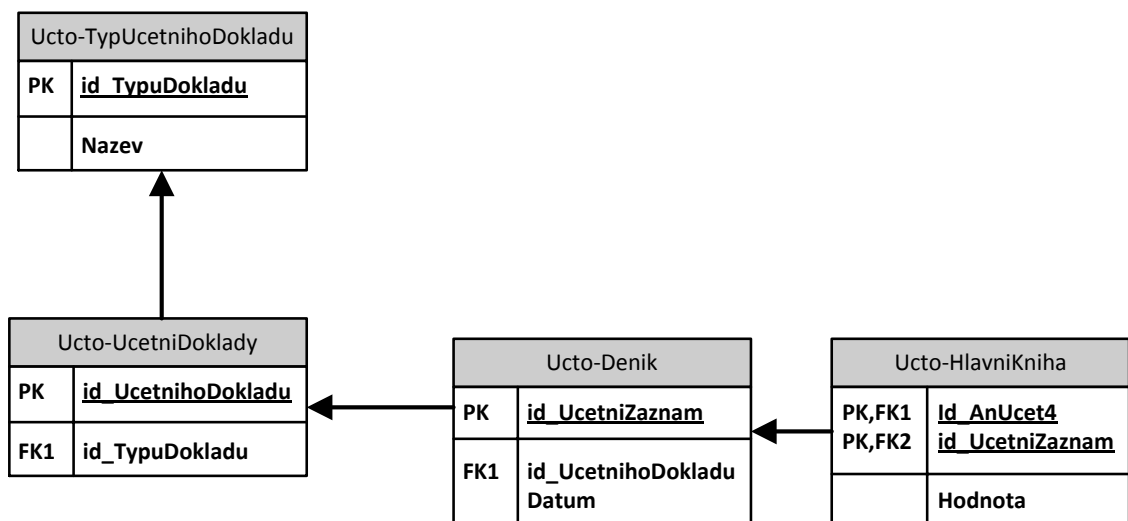 Ucto-TypUcetnihoDokladu
PK id_TypuDokladu
Nazev
Ucto-UcetniDoklady
PK id_UcetnihoDokladu
FK1 id_TypuDokladu
Ucto-Denik
PK id_UcetniZaznam
FK1 id_UcetnihoDokladu
Datum
Ucto-HlavniKniha
PK,FK1 Id_AnUcet4
PK,FK2 id_UcetniZaznam
Hodnota